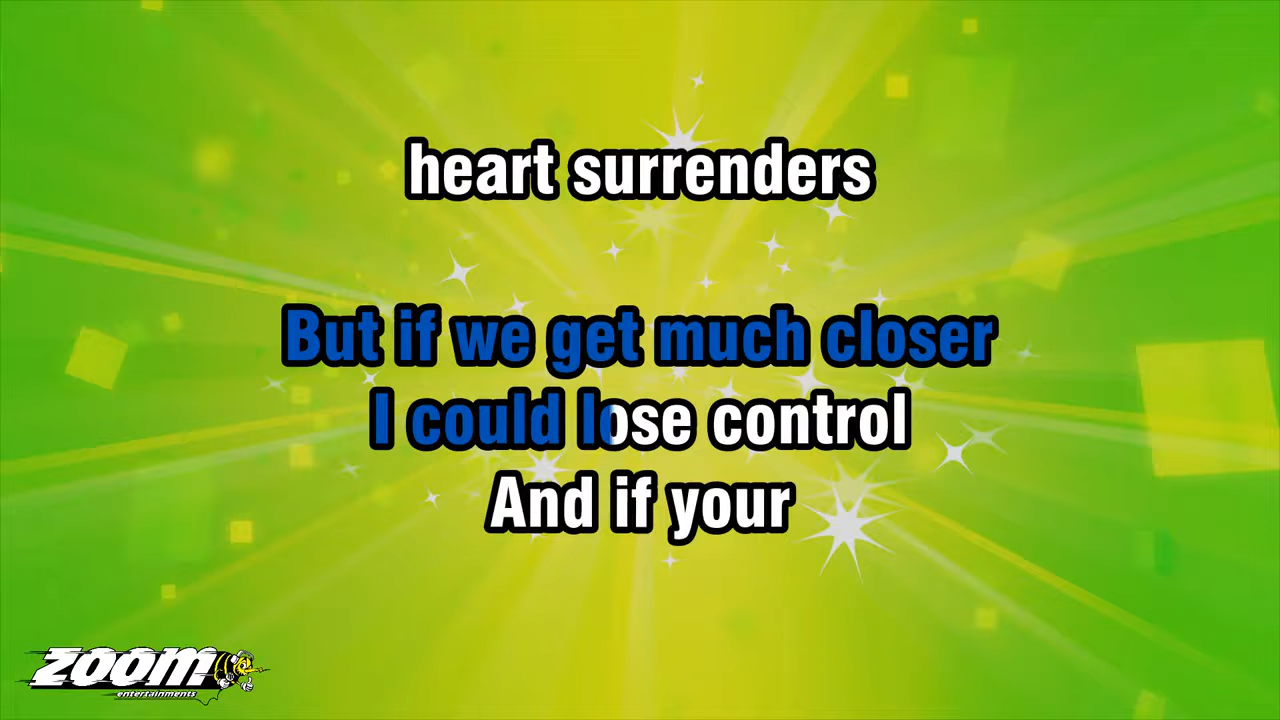 heart surrenders
But if we get much closer
I could lose control
And if your
zoom
entertainments